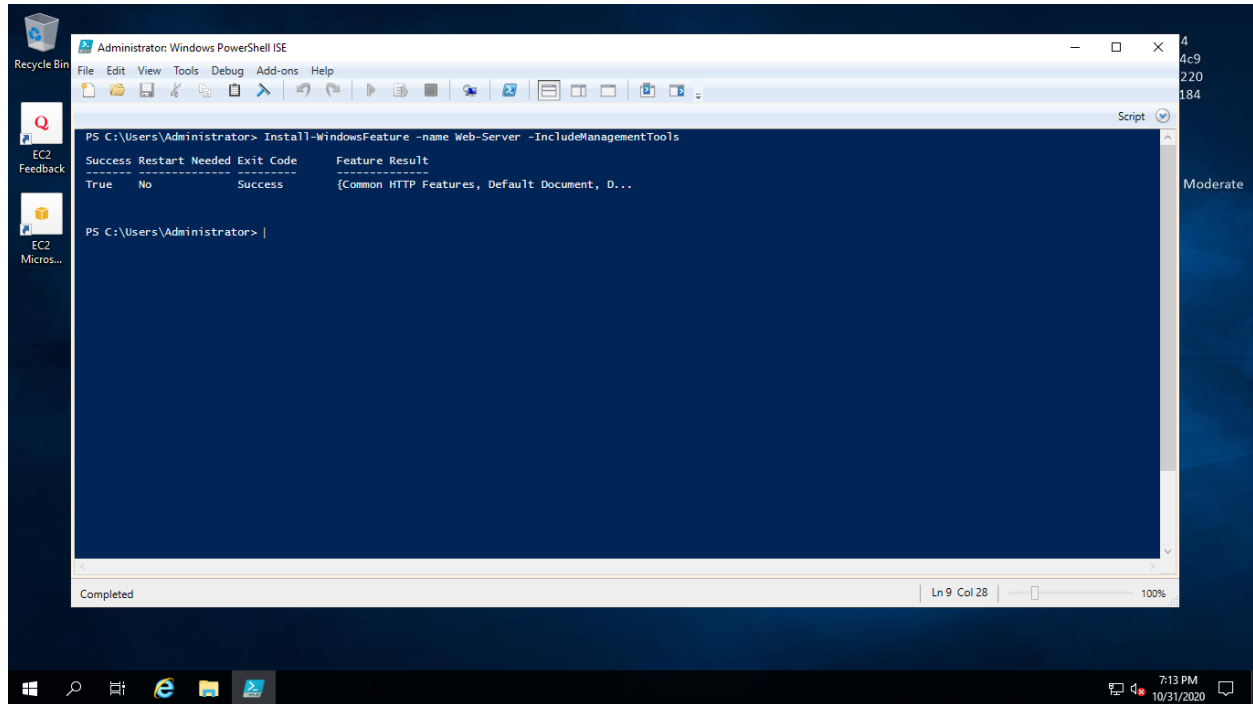 Recycle Bin
EC2
Feedback
EC2
Micros...
Administrator: Windows PowerShell ISE
File Edit View Tools Debug Add-ons Help
Script
PS C:\Users\Administrator> Install-WindowsFeature -name Web-Server -IncludeManagementTools
Success Restart Needed Exit Code Feature Result
------- -------------- --------- --------------
True No Success {Common HTTP Features, Default Document, D...
PS C:\Users\Administrator>
Completed
Ln 9 Col 28
100%
4
4c9
220
184
Moderate
7:13 PM
10/31/2020